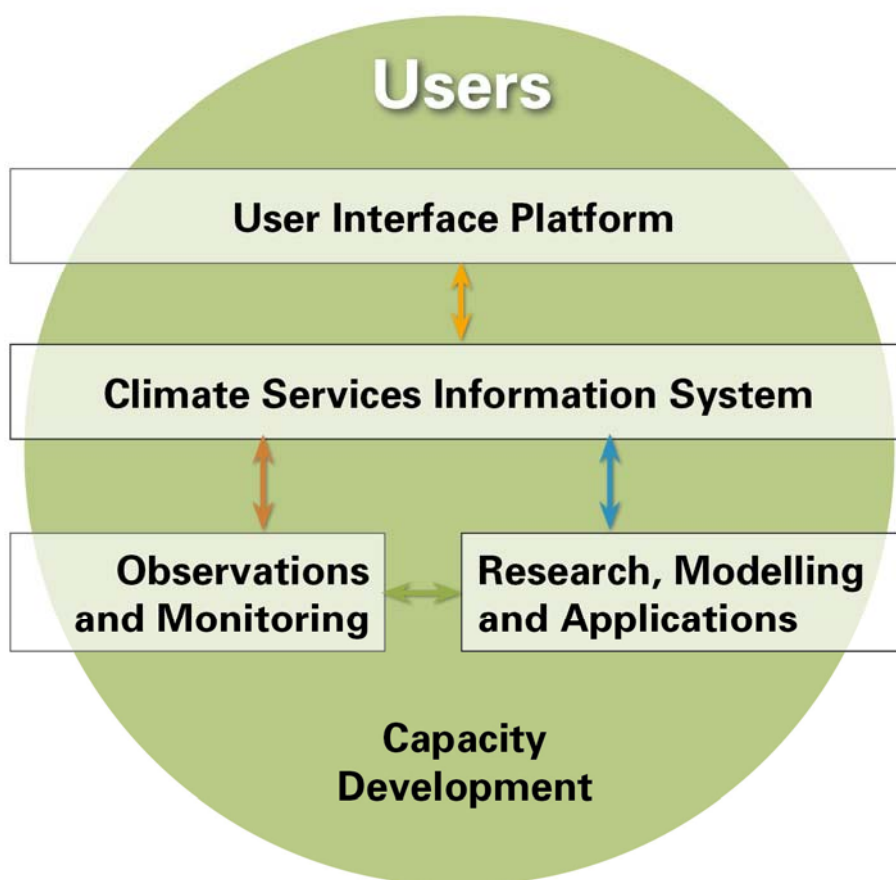 Users
User Interface Platform
Climate Services Information System
Observations
and Monitoring
Research, Modelling
and Applications
Capacity
Development